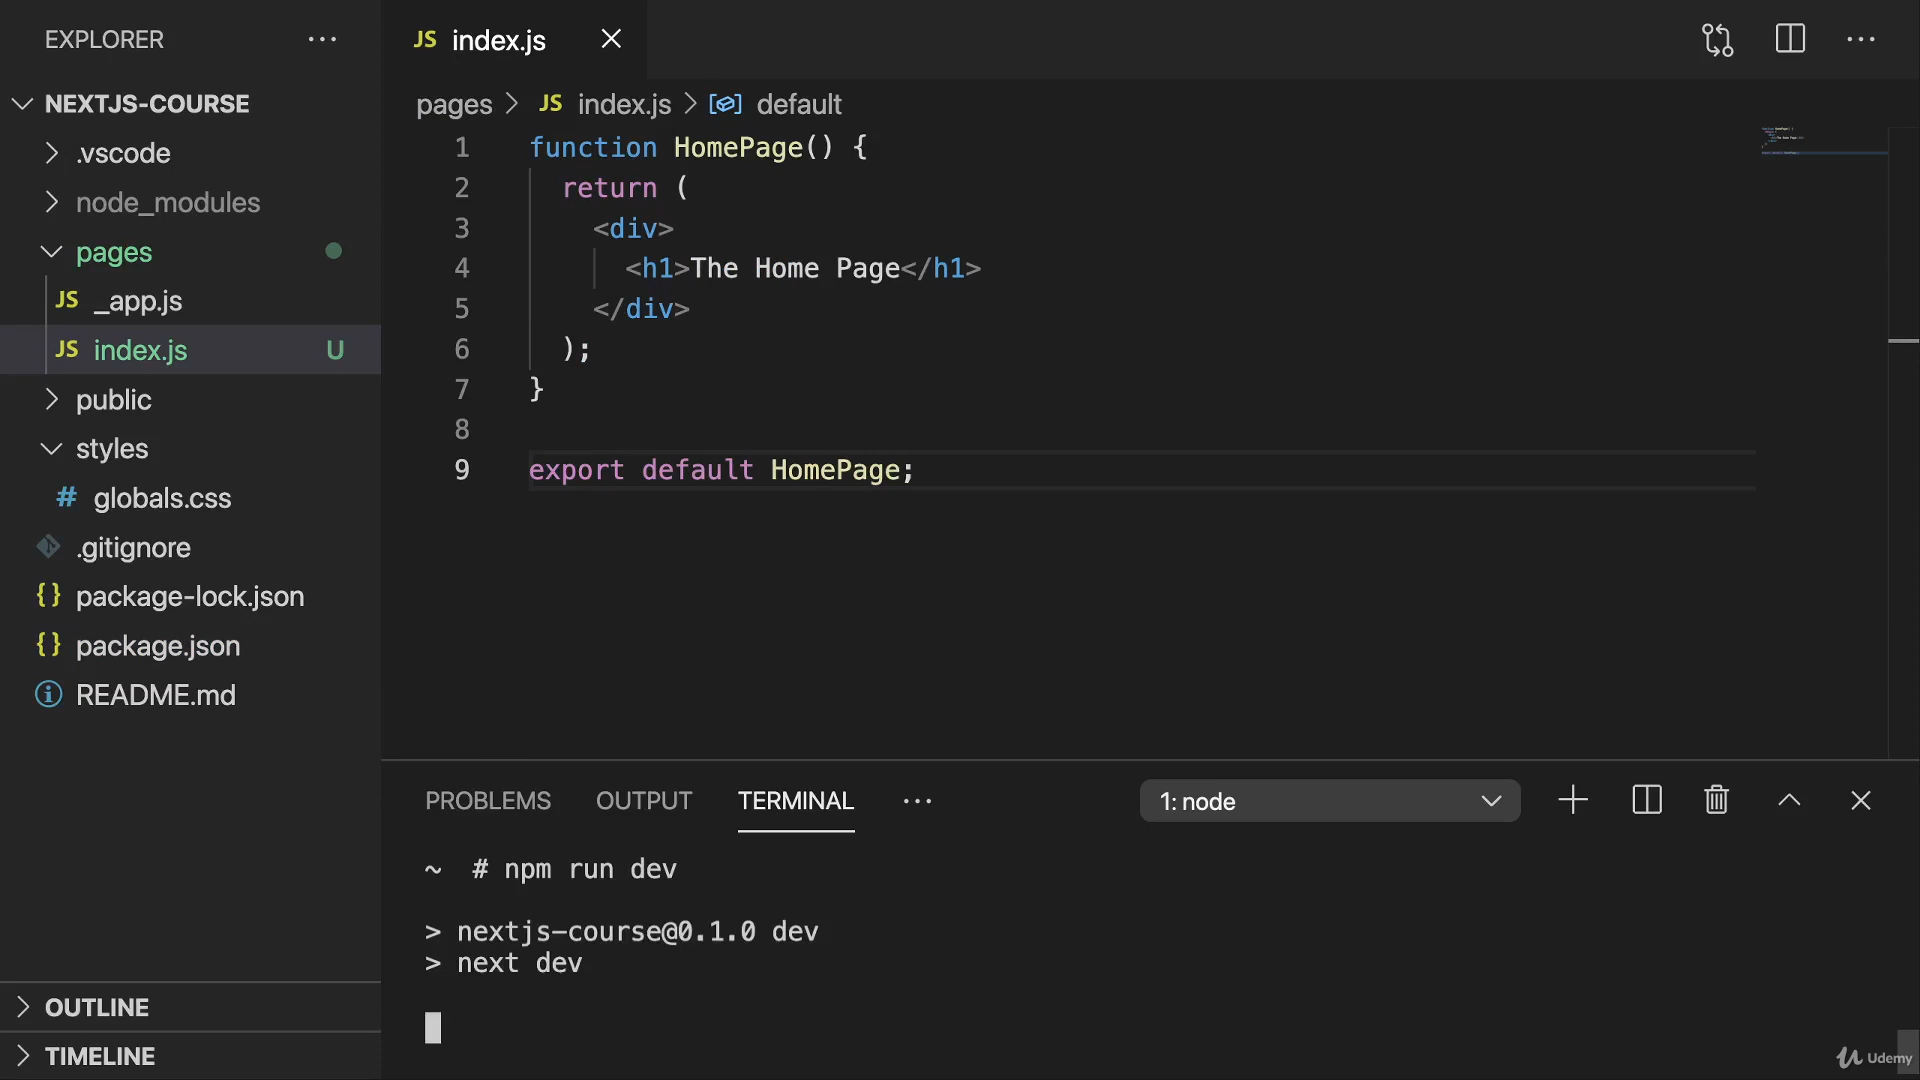 EXPLORER
NEXTJS-COURSE
.vscode
node_modules
pages
JS _app.js
JS index.js U
public
styles
# globals.css
.gitignore
{} package-lock.json
{} package.json
README.md
OUTLINE
TIMELINE
JS index.js
pages > JS index.js > default
1 function HomePage() {
2 return (
3 <div>
4 <h1>The Home Page</h1>
5 </div>
6 );
7 }
8
9 export default HomePage;
PROBLEMS OUTPUT TERMINAL 1: node
~ # npm run dev
> nextjs-course@0.1.0 dev
> next dev
Udemy